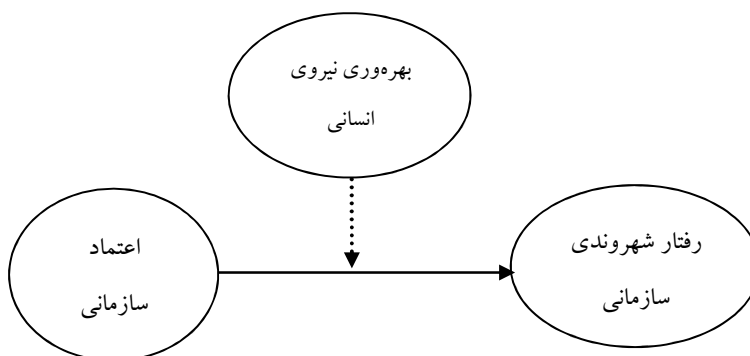 بهره‌وری نیروی
انسانی
رفتار شهروندی
سازمانی
اعتماد
سازمانی